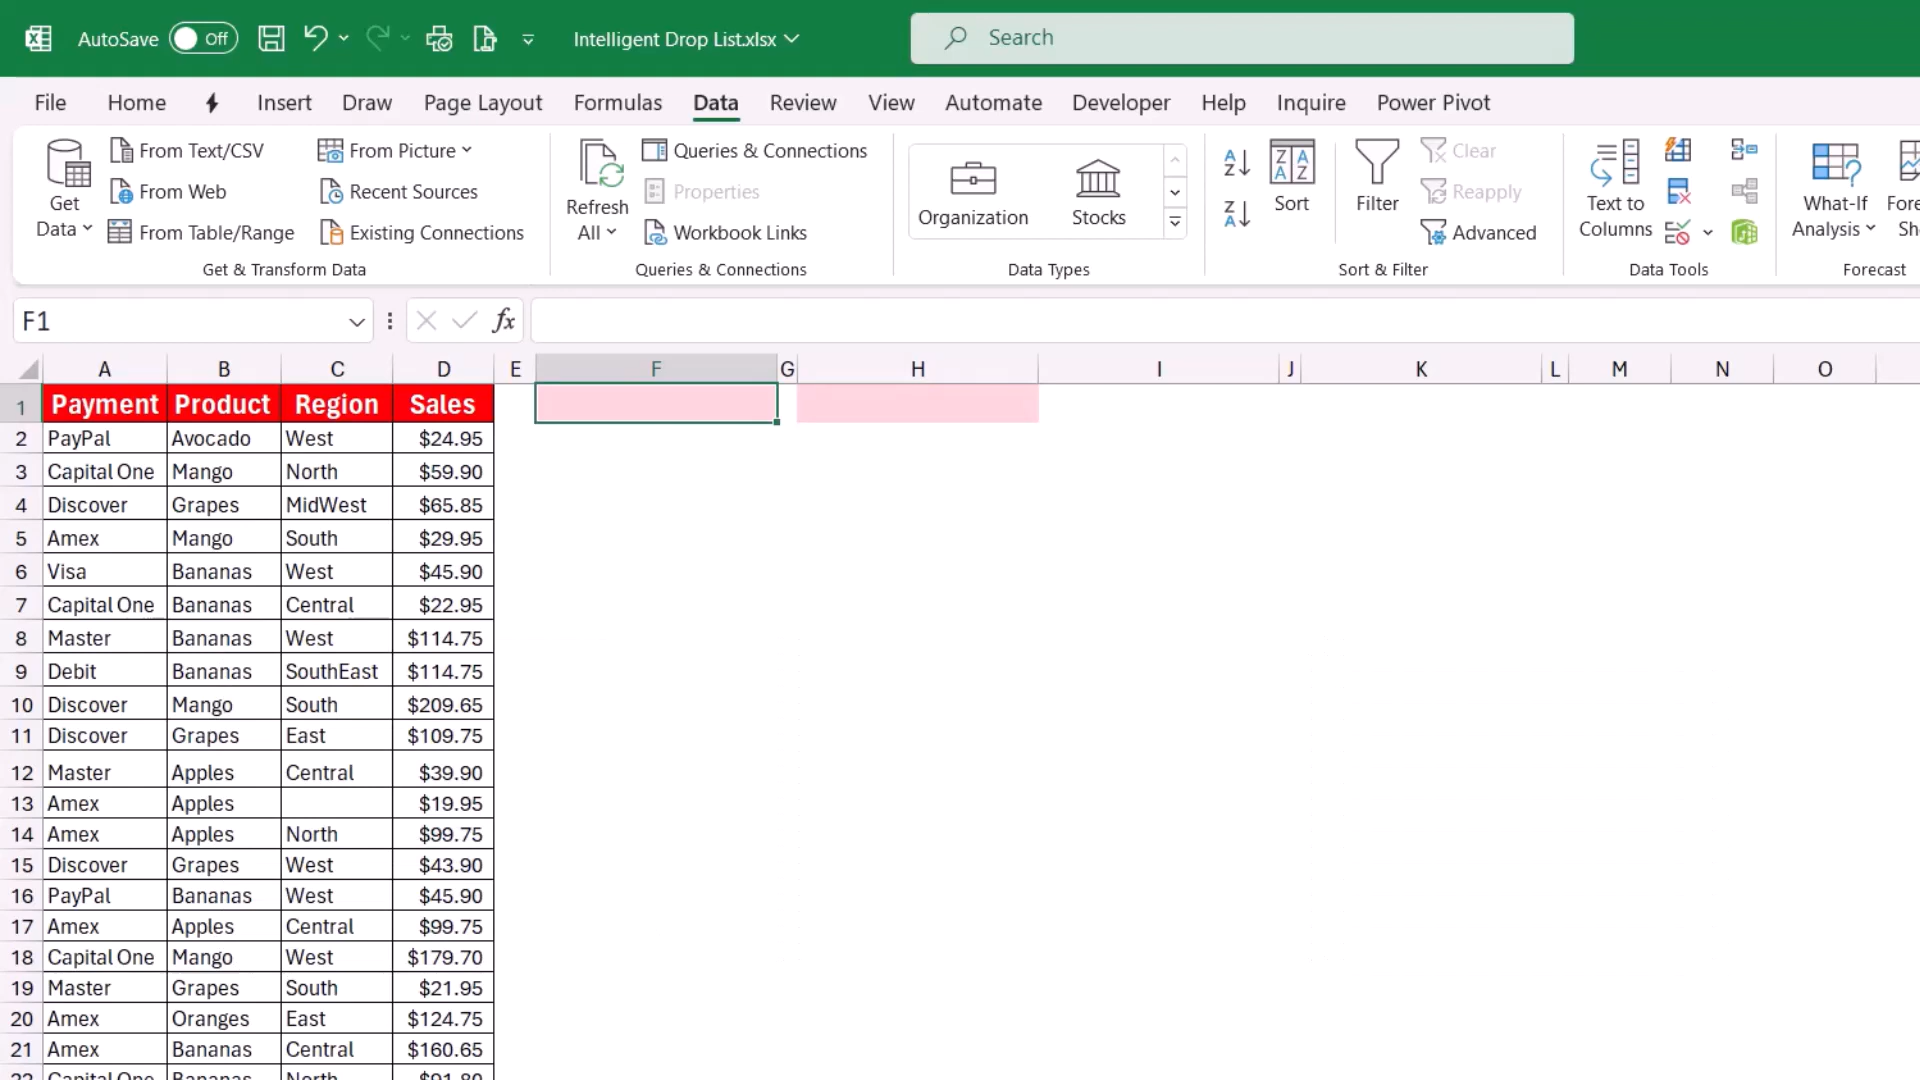 AutoSave Off Intelligent Drop List.xlsx Search
File Home Insert Draw Page Layout Formulas Data Review View Automate Developer Help Inquire Power Pivot
Get Data
From Text/CSV
From Web
From Table/Range
From Picture
Recent Sources
Existing Connections
Get & Transform Data
Refresh All
Queries & Connections
Properties
Workbook Links
Queries & Connections
Organization
Stocks
Data Types
Sort
Filter
Clear
Reapply
Advanced
Sort & Filter
Text to
Columns
Data Tools
What-If
Analysis
Fore
Sh
Forecast
F1 fx
A B C D E F G H I J K L M N O
1 Payment Product Region Sales
2 PayPal Avocado West $24.95
3 Capital One Mango North $59.90
4 Discover Grapes MidWest $65.85
5 Amex Mango South $29.95
6 Visa Bananas West $45.90
7 Capital One Bananas Central $22.95
8 Master Bananas West $114.75
9 Debit Bananas SouthEast $114.75
10 Discover Mango South $209.65
11 Discover Grapes East $109.75
12 Master Apples Central $39.90
13 Amex Apples $19.95
14 Amex Apples North $99.75
15 Discover Grapes West $43.90
16 PayPal Bananas West $45.90
17 Amex Apples Central $99.75
18 Capital One Mango West $179.70
19 Master Grapes South $21.95
20 Amex Oranges East $124.75
21 Amex Bananas Central $160.65
22 Capital One Bananas North $91.80